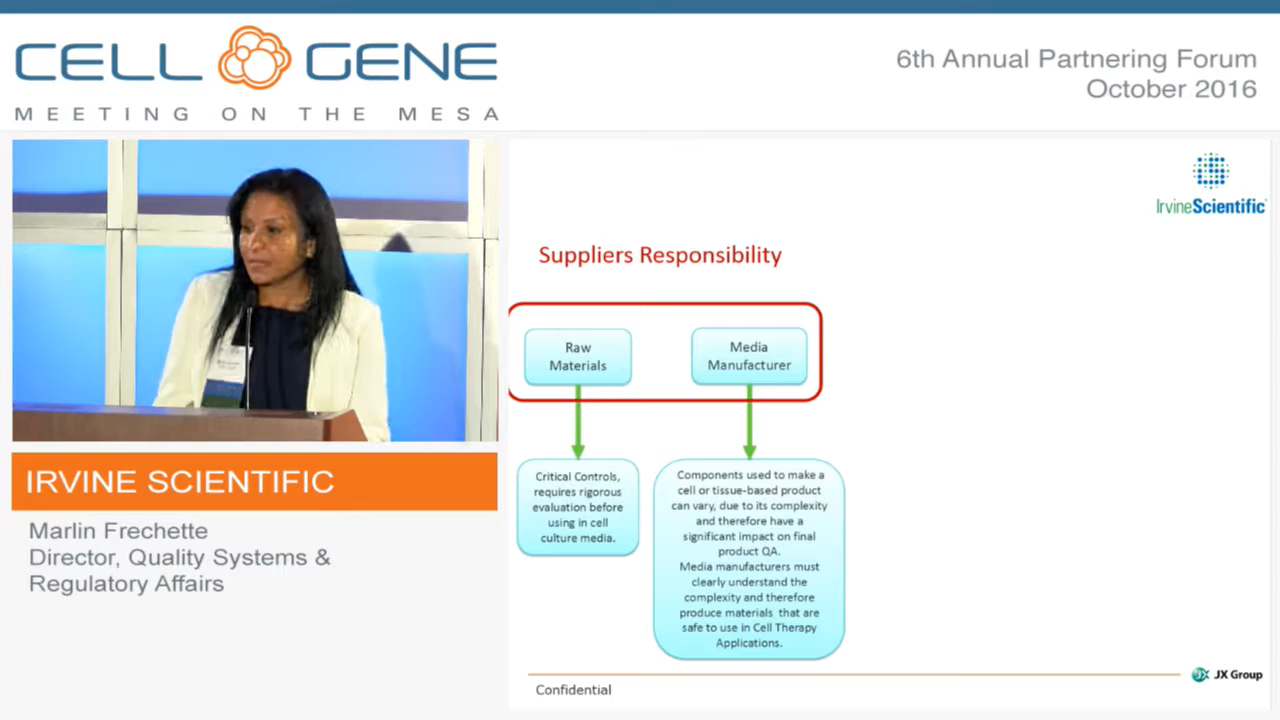 CELL GENE
MEETING ON THE MESA
6th Annual Partnering Forum
October 2016
IrvineScientific
Suppliers Responsibility
Raw
Materials
Media
Manufacturer
Critical Controls,
requires rigorous
evaluation before
using in cell
culture media.
Components used to make a
cell or tissue-based product
can vary, due to its complexity
and therefore have a
significant impact on final
product QA.
Media manufacturers must
clearly understand the
complexity and therefore
produce materials that are
safe to use in Cell Therapy
Applications.
IRVINE SCIENTIFIC
Marlin Frechette
Director, Quality Systems &
Regulatory Affairs
Confidential
JX Group